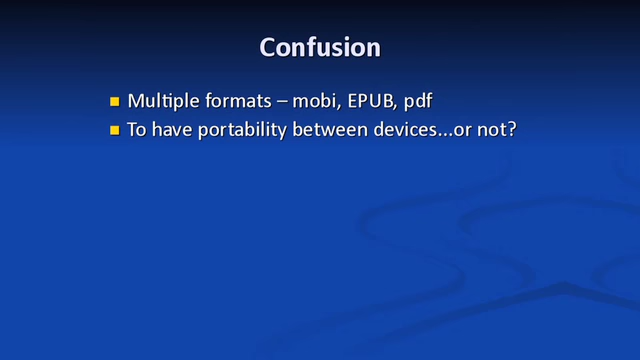 Confusion
Multiple formats – mobi, EPUB, pdf
To have portability between devices...or not?